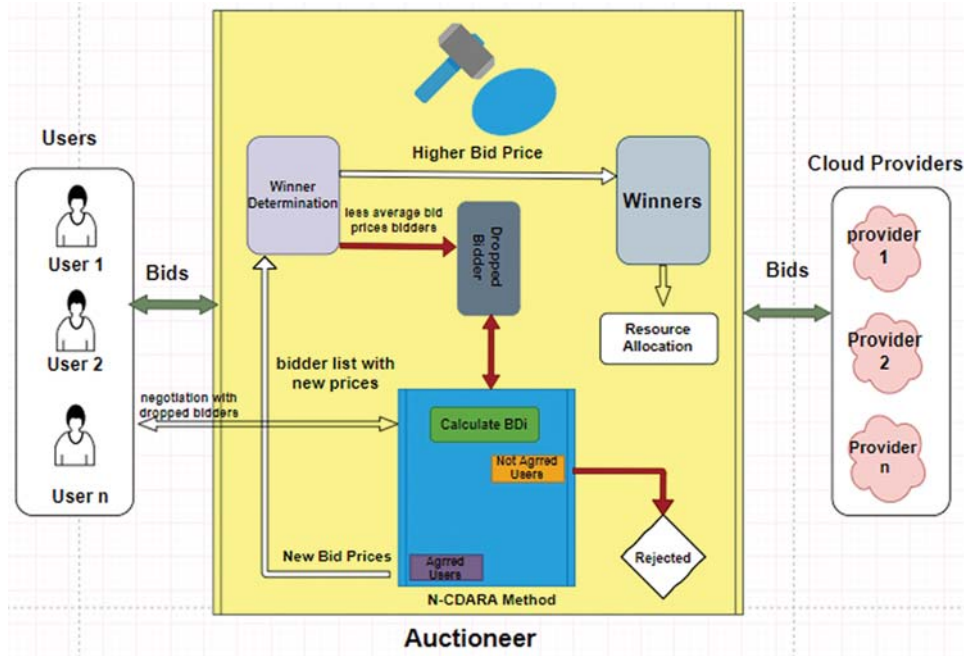 Users
User 1
User 2
User n
Bids
negotiation with
dropped bidders
Winner
Determination
Higher Bid Price
less average bid
prices bidders
Dropped
Bidder
Winners
Resource
Allocation
bidder list with
new prices
Calculate BDi
Not Agrred
Users
Agrred
Users
New Bid Prices
Rejected
N-CDARA Method
Auctioneer
Bids
Cloud Providers
provider
1
Provider
2
Provider
n